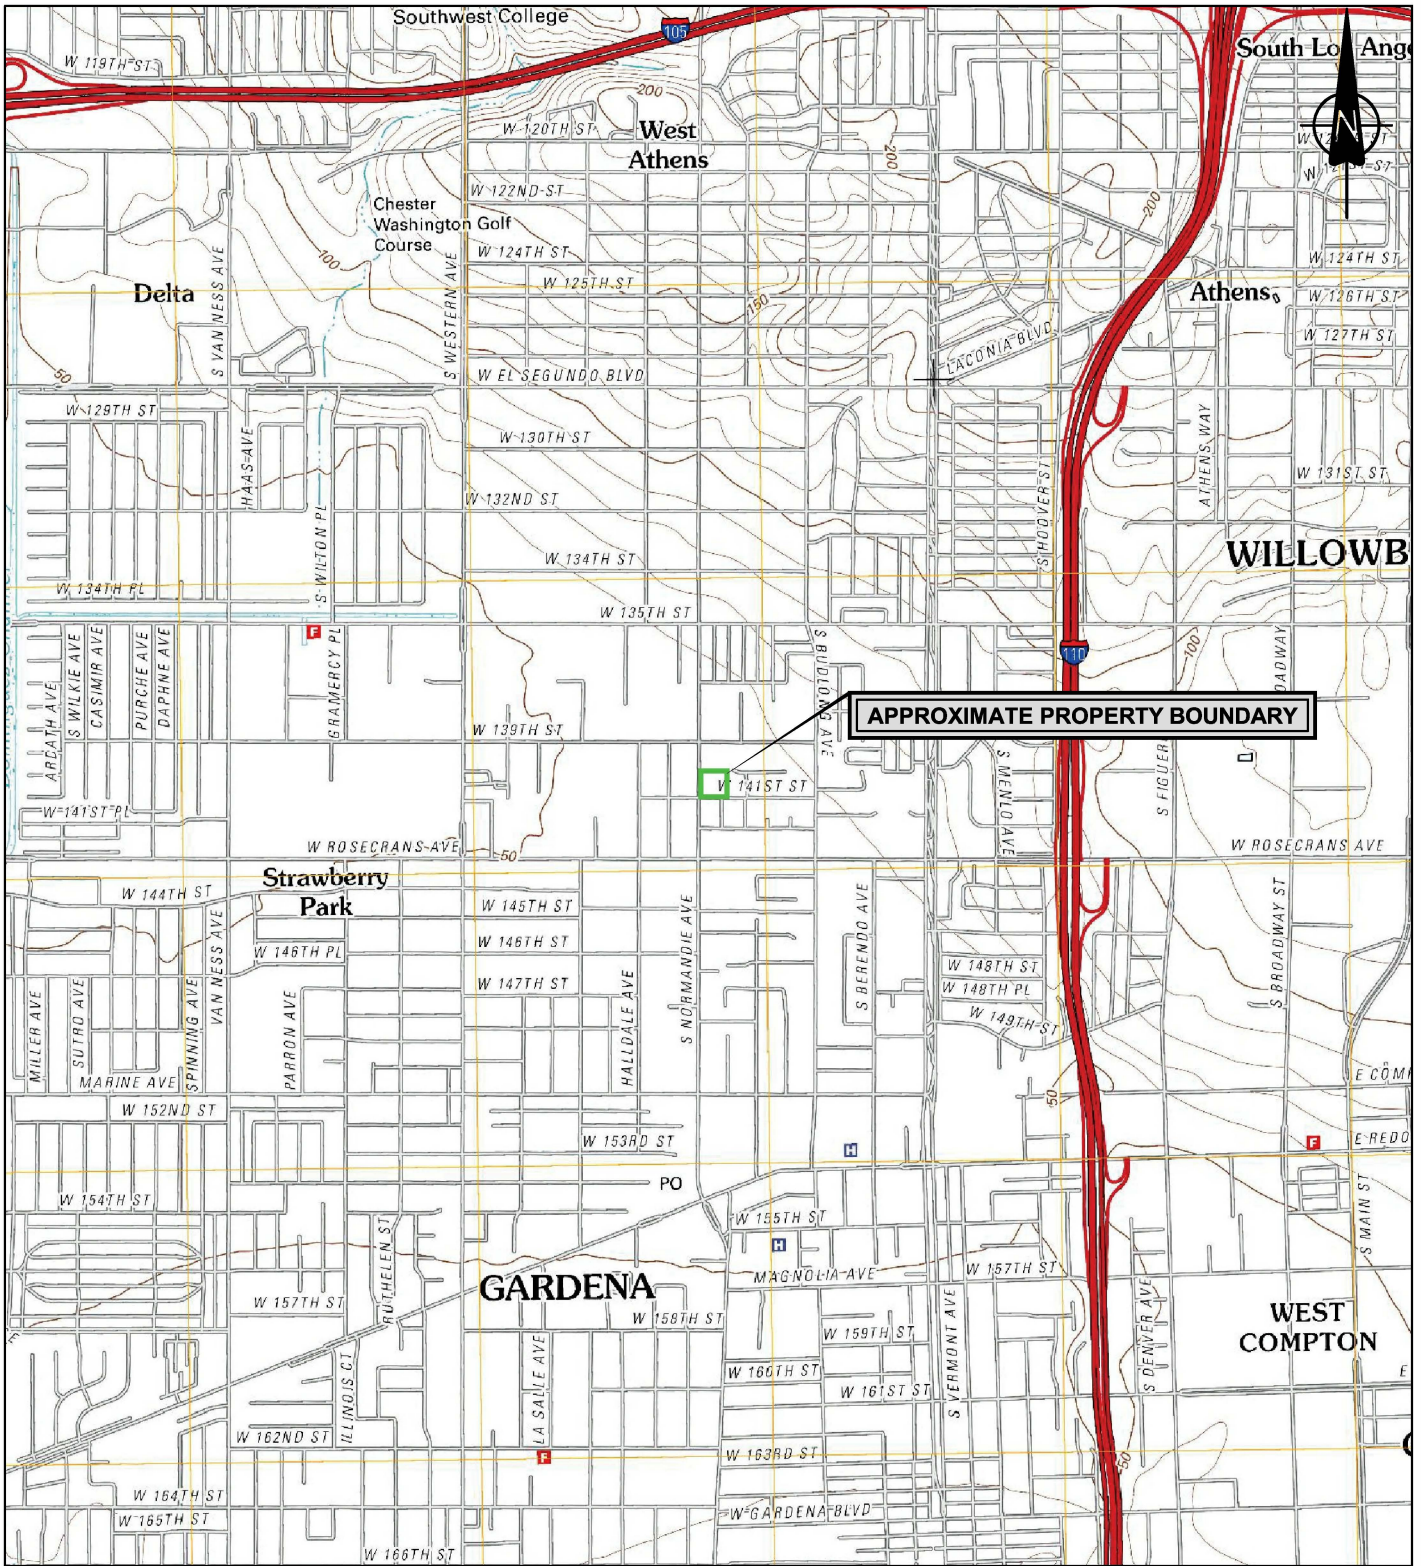 Southwest College
105
South Lo Ang
W 119TH ST
200
W 120TH ST
West
Athens
200
N
W 122ND ST
200
Chester
Washington Golf
Course
W 124TH ST
W 124TH ST
100
W 125TH ST
Delta
Athens
W 126TH ST
150
W 127TH ST
S VAN NESS AVE
S WESTERN AVE
LACONIA BLVD
50
W EL SEGUNDO BLVD
W 129TH ST
W 130TH ST
HAAS AVE
ATHENS WAY
W 131ST ST
W 132ND ST
S WILTON PL
S HOOVER ST
WILLOWB
W 134TH ST
W 134TH PL
W 135TH ST
F
110
100
ARDATH AVE
S WILKIE AVE
CASIMIR AVE
PURCHE AVE
DAPHNE AVE
GRAMERCY PL
S BUDLONG AVE
OADWAY
APPROXIMATE PROPERTY BOUNDARY
W 139TH ST
S MENLO AVE
S FIGUER
W 141ST ST
W 141ST PL
W ROSECRANS AVE
50
W ROSECRANS AVE
Strawberry
Park
W 144TH ST
W 145TH ST
W 146TH ST
W 146TH PL
W 147TH ST
VAN NESS AVE
S NORMANDIE AVE
S BERENDO AVE
S BROADWAY ST
W 148TH ST
W 148TH PL
W 149TH ST
MILLER AVE
SUTRO AVE
SPINNING AVE
PARRON AVE
HALLDALE AVE
MARINE AVE
E COM
50
W 152ND ST
W 153RD ST
H
F
E REDO
PO
W 154TH ST
W 155TH ST
H
S MAIN ST
RUTHELEN ST
MAGNOLIA AVE
W 157TH ST
GARDENA
W 157TH ST
W 158TH ST
W 159TH ST
WEST
COMPTON
S VERMONT AVE
S DENVER AVE
E
W 160TH ST
W 161ST ST
E
LA SALLE AVE
ILLINOIS CT
W 162ND ST
F
W 163RD ST
50
W 164TH ST
W 165TH ST
W GARDENA BLVD
W 166TH ST